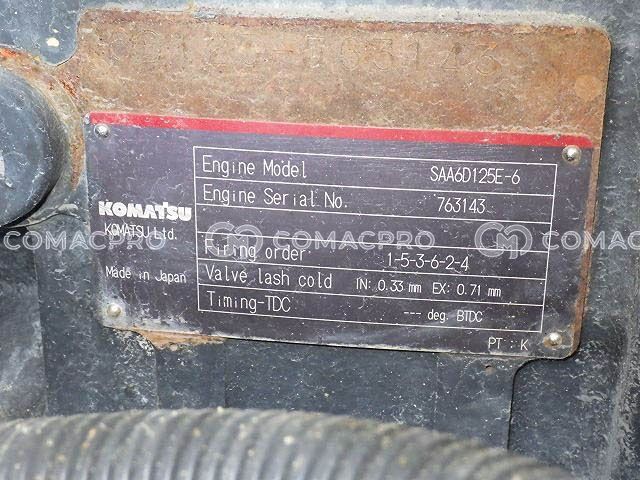 Engine Model SAA6D125E-6
Engine Serial No. 763143
KOMATSU
KOMATSU Ltd.
Firing order 1-5-3-6-2-4
Made in Japan
Valve lash cold IN: 0.33 mm EX: 0.71 mm
Timing-TDC --- deg. BTDC
PT : K
COMACPRO
COMACPRO
COMACPRO